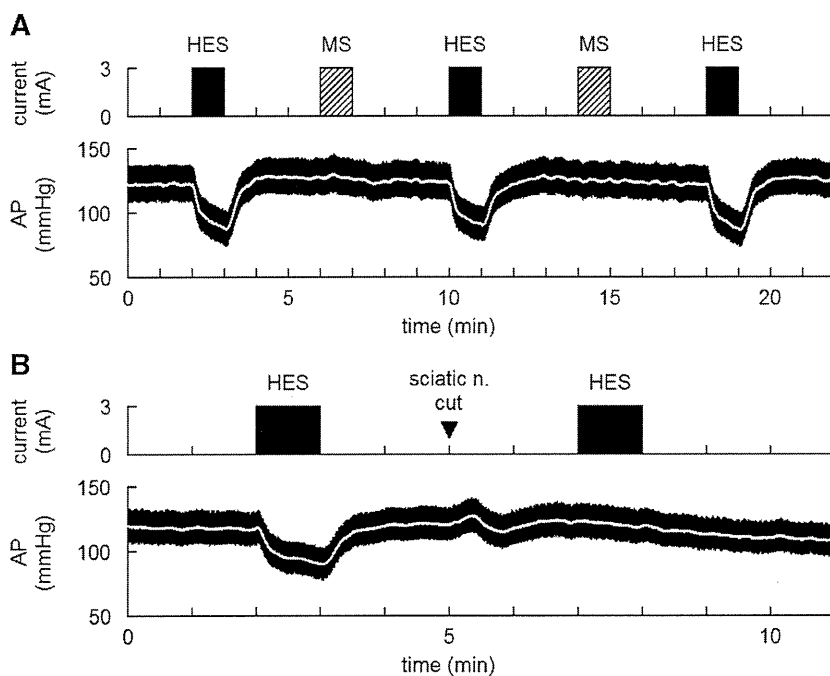 A
HES MS HES MS HES
current
(mA)
3
0
AP
(mmHg)
150
100
50
0 5 10 15 20
time (min)
B
HES sciatic n. HES
cut
current
(mA)
3
0
AP
(mmHg)
150
100
50
0 5 10
time (min)